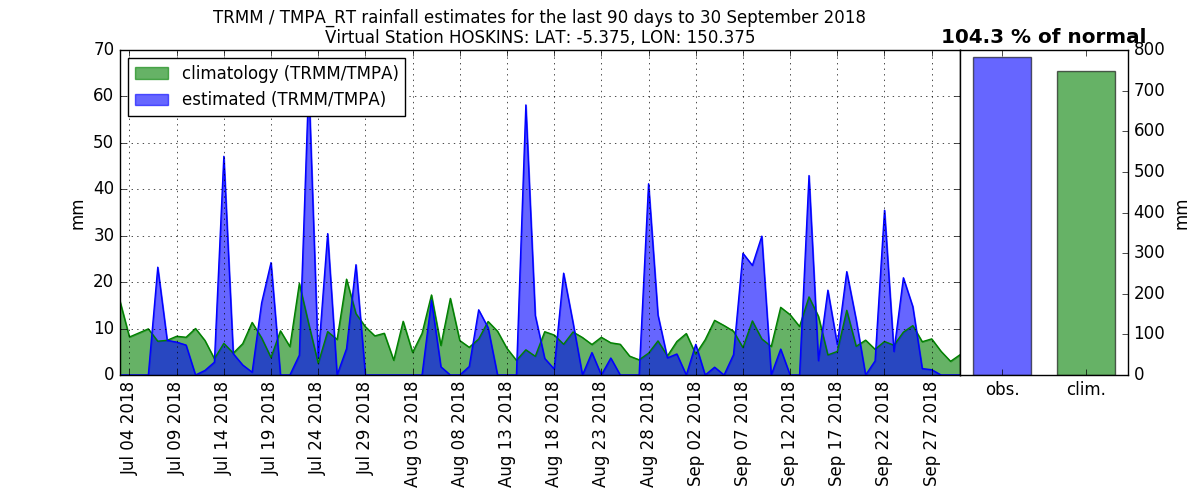 TRMM / TMPA_RT rainfall estimates for the last 90 days to 30 September 2018
Virtual Station HOSKINS: LAT: -5.375, LON: 150.375
104.3 % of normal
climatology (TRMM/TMPA)
estimated (TRMM/TMPA)
70
60
50
40
30
20
10
0
mm
Jul 04 2018
Jul 09 2018
Jul 14 2018
Jul 19 2018
Jul 24 2018
Jul 29 2018
Aug 03 2018
Aug 08 2018
Aug 13 2018
Aug 18 2018
Aug 23 2018
Aug 28 2018
Sep 02 2018
Sep 07 2018
Sep 12 2018
Sep 17 2018
Sep 22 2018
Sep 27 2018
obs.
clim.
800
700
600
500
400
300
200
100
0
mm